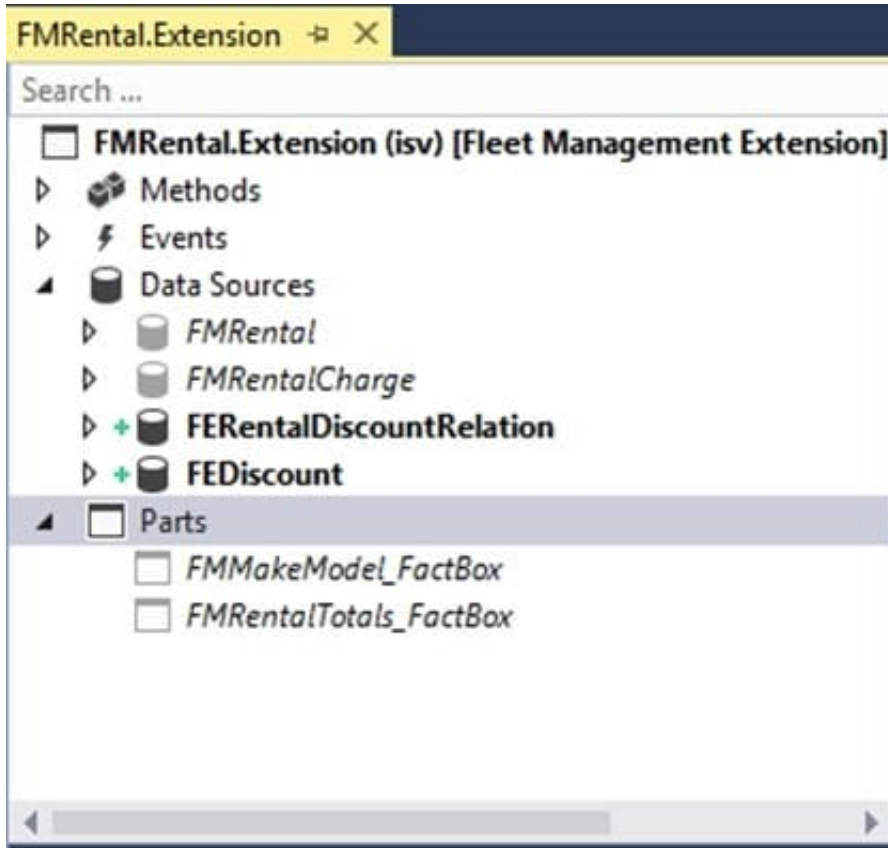 FMRental.Extension
Search ...
FMRental.Extension (isv) [Fleet Management Extension]
Methods
Events
Data Sources
FMRental
FMRentalCharge
FERentalDiscountRelation
FEDiscount
Parts
FMMakeModel_FactBox
FMRentalTotals_FactBox